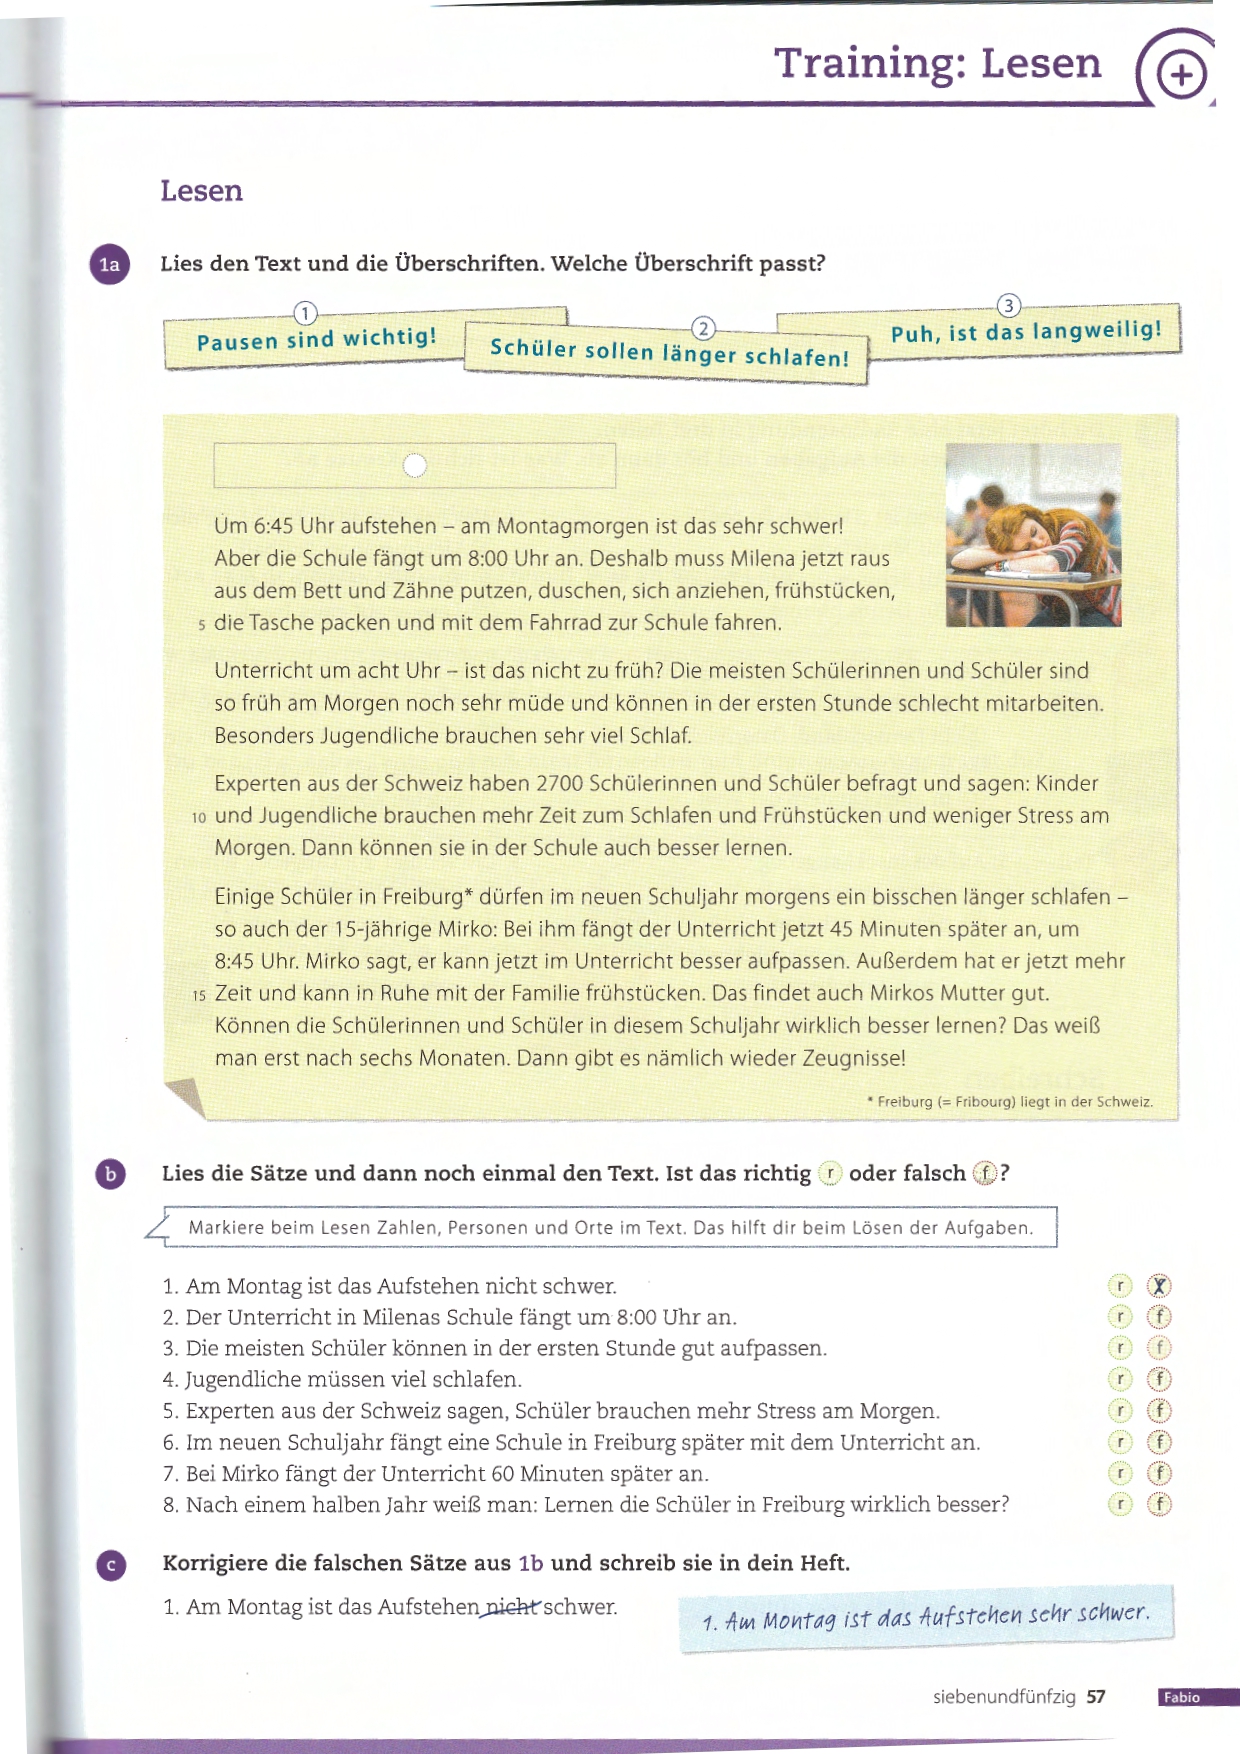 Training: Lesen
+
Lesen
1a Lies den Text und die Überschriften. Welche Überschrift passt?
1
Pausen sind wichtig!
2
Schüler sollen länger schlafen!
3
Puh, ist das langweilig!
Um 6:45 Uhr aufstehen – am Montagmorgen ist das sehr schwer!
Aber die Schule fängt um 8:00 Uhr an. Deshalb muss Milena jetzt raus
aus dem Bett und Zähne putzen, duschen, sich anziehen, frühstücken,
5 die Tasche packen und mit dem Fahrrad zur Schule fahren.
Unterricht um acht Uhr – ist das nicht zu früh? Die meisten Schülerinnen und Schüler sind
so früh am Morgen noch sehr müde und können in der ersten Stunde schlecht mitarbeiten.
Besonders Jugendliche brauchen sehr viel Schlaf.
Experten aus der Schweiz haben 2700 Schülerinnen und Schüler befragt und sagen: Kinder
10 und Jugendliche brauchen mehr Zeit zum Schlafen und Frühstücken und weniger Stress am
Morgen. Dann können sie in der Schule auch besser lernen.
Einige Schüler in Freiburg* dürfen im neuen Schuljahr morgens ein bisschen länger schlafen –
so auch der 15-jährige Mirko: Bei ihm fängt der Unterricht jetzt 45 Minuten später an, um
8:45 Uhr. Mirko sagt, er kann jetzt im Unterricht besser aufpassen. Außerdem hat er jetzt mehr
15 Zeit und kann in Ruhe mit der Familie frühstücken. Das findet auch Mirkos Mutter gut.
Können die Schülerinnen und Schüler in diesem Schuljahr wirklich besser lernen? Das weiß
man erst nach sechs Monaten. Dann gibt es nämlich wieder Zeugnisse!
* Freiburg (= Fribourg) liegt in der Schweiz.
b Lies die Sätze und dann noch einmal den Text. Ist das richtig r oder falsch f?
Markiere beim Lesen Zahlen, Personen und Orte im Text. Das hilft dir beim Lösen der Aufgaben.
1. Am Montag ist das Aufstehen nicht schwer. r X
2. Der Unterricht in Milenas Schule fängt um 8:00 Uhr an. r f
3. Die meisten Schüler können in der ersten Stunde gut aufpassen. r f
4. Jugendliche müssen viel schlafen. r f
5. Experten aus der Schweiz sagen, Schüler brauchen mehr Stress am Morgen. r f
6. Im neuen Schuljahr fängt eine Schule in Freiburg später mit dem Unterricht an. r f
7. Bei Mirko fängt der Unterricht 60 Minuten später an. r f
8. Nach einem halben Jahr weiß man: Lernen die Schüler in Freiburg wirklich besser? r f
c Korrigiere die falschen Sätze aus 1b und schreib sie in dein Heft.
1. Am Montag ist das Aufstehen nicht schwer.
1. Am Montag ist das Aufstehen sehr schwer.
siebenundfünfzig 57
Fabio